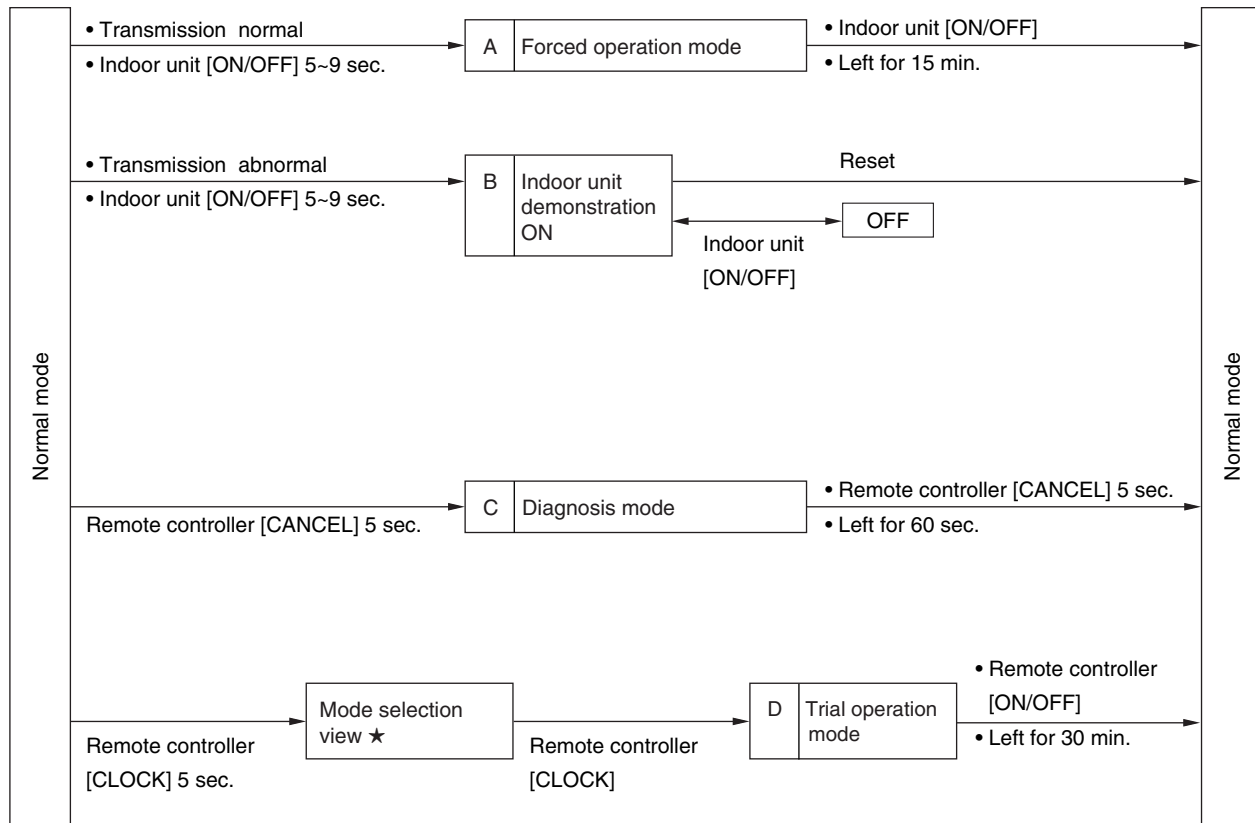 Normal mode
• Transmission normal
• Indoor unit [ON/OFF] 5~9 sec.
A
Forced operation mode
• Indoor unit [ON/OFF]
• Left for 15 min.
• Transmission abnormal
• Indoor unit [ON/OFF] 5~9 sec.
B
Indoor unit
demonstration
ON
Reset
Indoor unit
[ON/OFF]
OFF
Remote controller [CANCEL] 5 sec.
C
Diagnosis mode
• Remote controller [CANCEL] 5 sec.
• Left for 60 sec.
Remote controller
[CLOCK] 5 sec.
Mode selection
view ★
Remote controller
[CLOCK]
D
Trial operation
mode
• Remote controller
[ON/OFF]
• Left for 30 min.
Normal mode